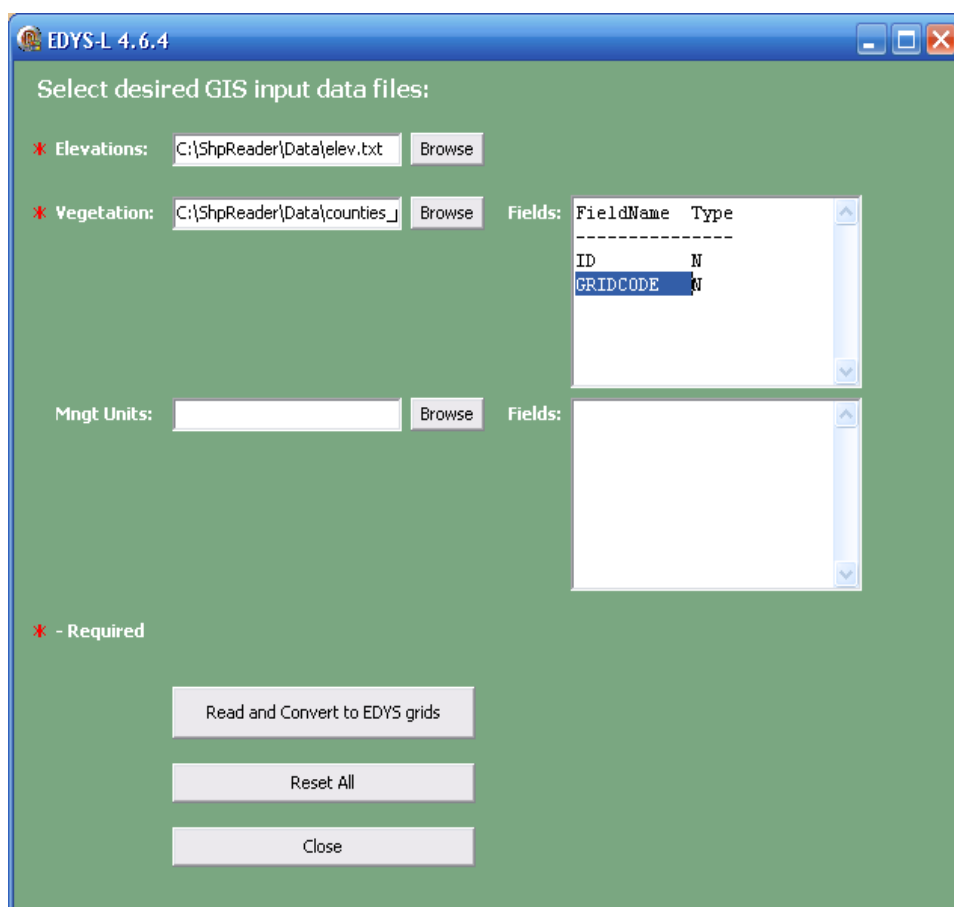 EDYS-L 4.6.4
Select desired GIS input data files:
* Elevations: C:\ShpReader\Data\elev.txt Browse
* Vegetation: C:\ShpReader\Data\counties_ Browse Fields: FieldName Type
---------------
ID N
GRIDCODE N
Mngt Units: Browse Fields:
* - Required
Read and Convert to EDYS grids
Reset All
Close